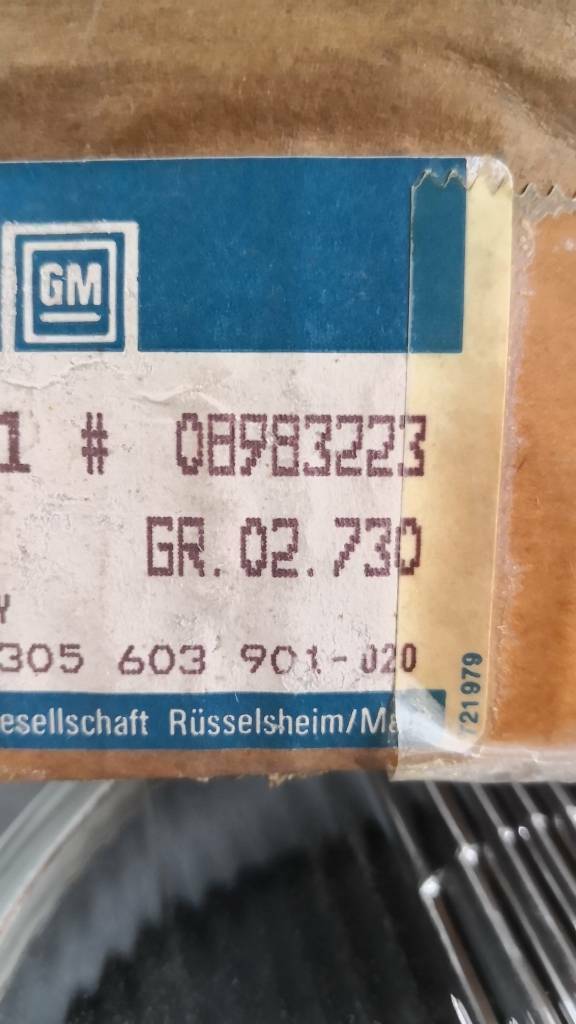 GM
1 # 08983223
GR. 02. 730
Y
305 603 901-020
esellschaft Rüsselsheim/Ma
721979